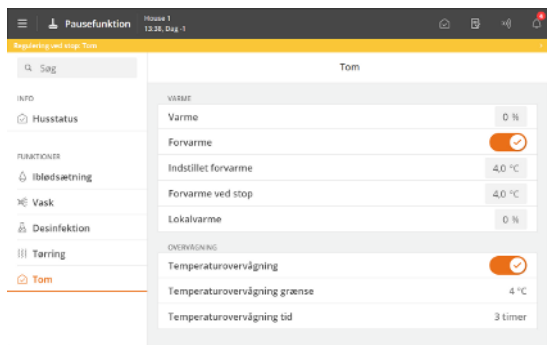 Pausefunktion
House 1
13:38, Dag -1
Regulering ved stop: Tom
Søg
Tom
INFO
Husstatus
FUNKTIONER
Iblødsætning
Vask
Desinfektion
Tørring
Tom
VARME
Varme 0 %
Forvarme
Indstillet forvarme 4,0 °C
Forvarme ved stop 4,0 °C
Lokalvarme 0 %
OVERVÅGNING
Temperaturovervågning
Temperaturovervågning grænse 4 °C
Temperaturovervågning tid 3 timer